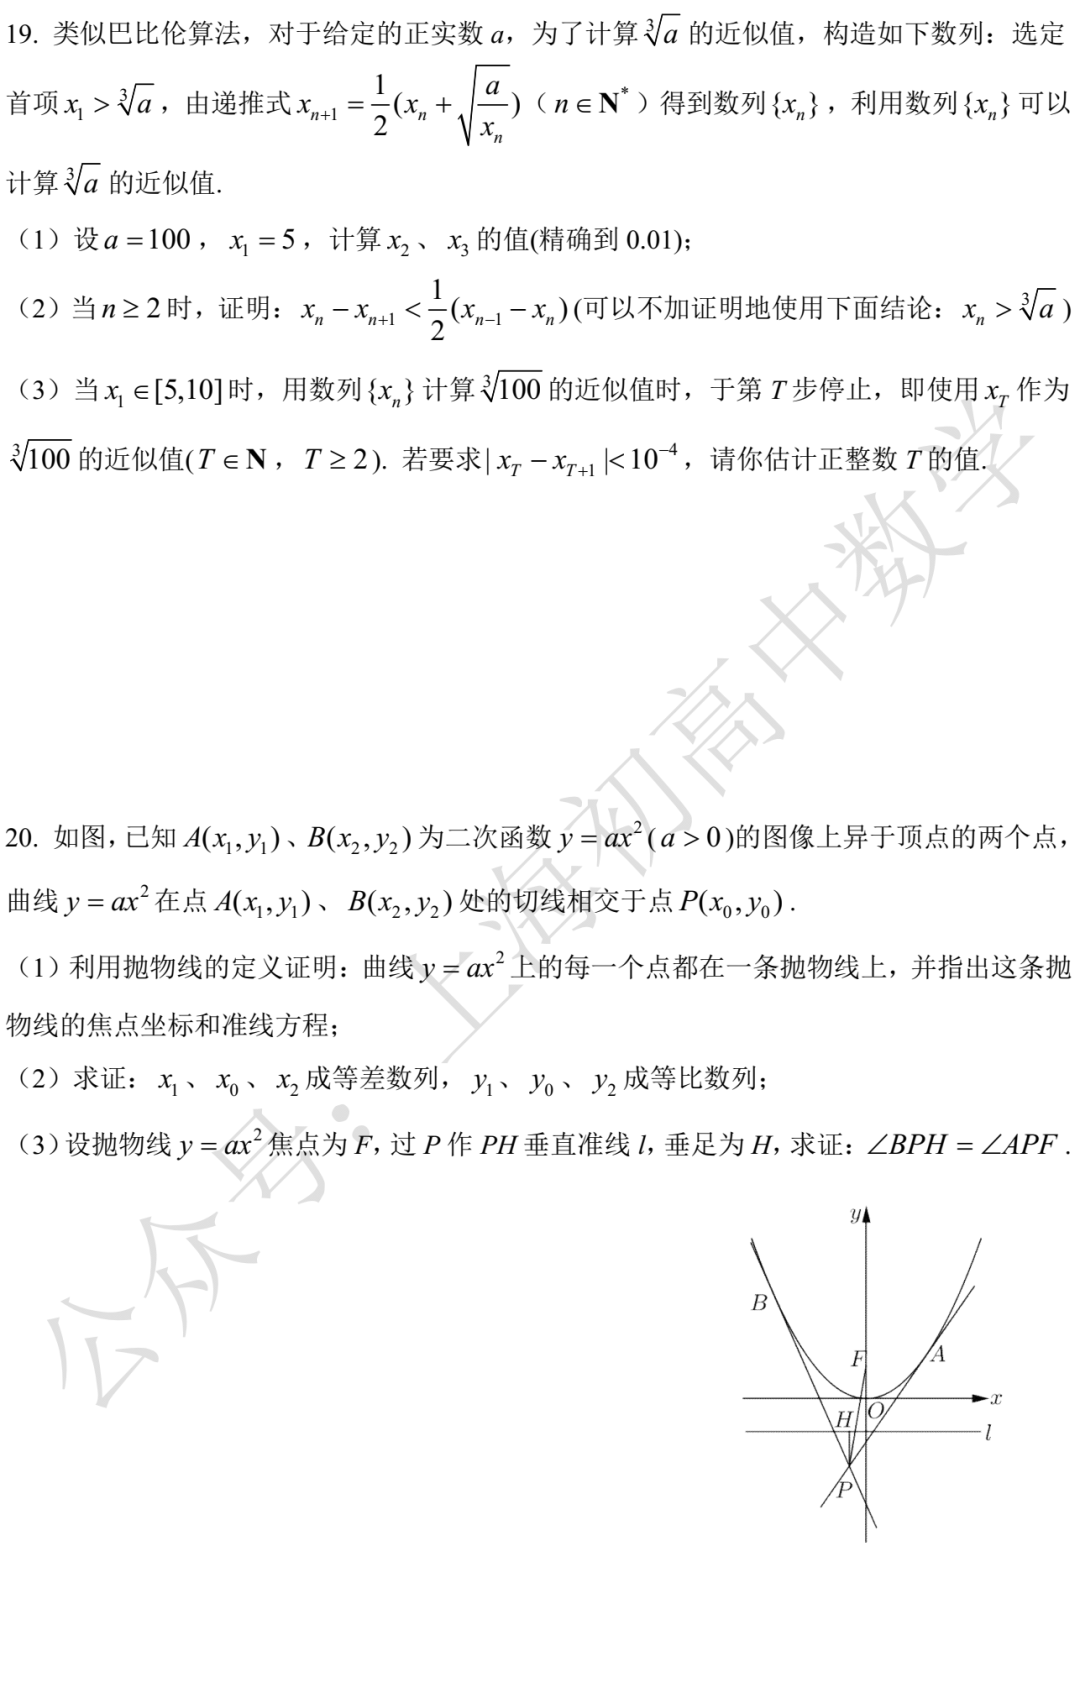 19. 类似巴比伦算法，对于给定的正实数 a，为了计算 ∛a 的近似值，构造如下数列：选定
首项 x₁ > ∛a ，由递推式 xₙ₊₁ = 1/2 (xₙ + √(a/xₙ))（ n ∈ N* ）得到数列{xₙ}，利用数列{xₙ}可以
计算 ∛a 的近似值.
（1）设 a = 100 ， x₁ = 5 ，计算 x₂ 、 x₃ 的值(精确到 0.01)；
（2）当 n ≥ 2 时，证明： xₙ − xₙ₊₁ < 1/2 (xₙ₋₁ − xₙ) (可以不加证明地使用下面结论： xₙ > ∛a )
（3）当 x₁ ∈ [5,10] 时，用数列{xₙ}计算 ∛100 的近似值时，于第 T 步停止，即使用 x_T 作为
∛100 的近似值( T ∈ N ， T ≥ 2 ). 若要求 | x_T − x_{T+1} |< 10⁻⁴ ，请你估计正整数 T 的值.
20. 如图，已知 A(x₁, y₁) 、 B(x₂, y₂) 为二次函数 y = ax² ( a > 0 )的图像上异于顶点的两个点，
曲线 y = ax² 在点 A(x₁, y₁) 、 B(x₂, y₂) 处的切线相交于点 P(x₀, y₀) .
（1）利用抛物线的定义证明：曲线 y = ax² 上的每一个点都在一条抛物线上，并指出这条抛
物线的焦点坐标和准线方程；
（2）求证： x₁ 、 x₀ 、 x₂ 成等差数列， y₁ 、 y₀ 、 y₂ 成等比数列；
（3）设抛物线 y = ax² 焦点为 F，过 P 作 PH 垂直准线 l，垂足为 H，求证：∠BPH = ∠APF .
y
B
F
A
x
O
H
l
P
公众号：上海初高中数学